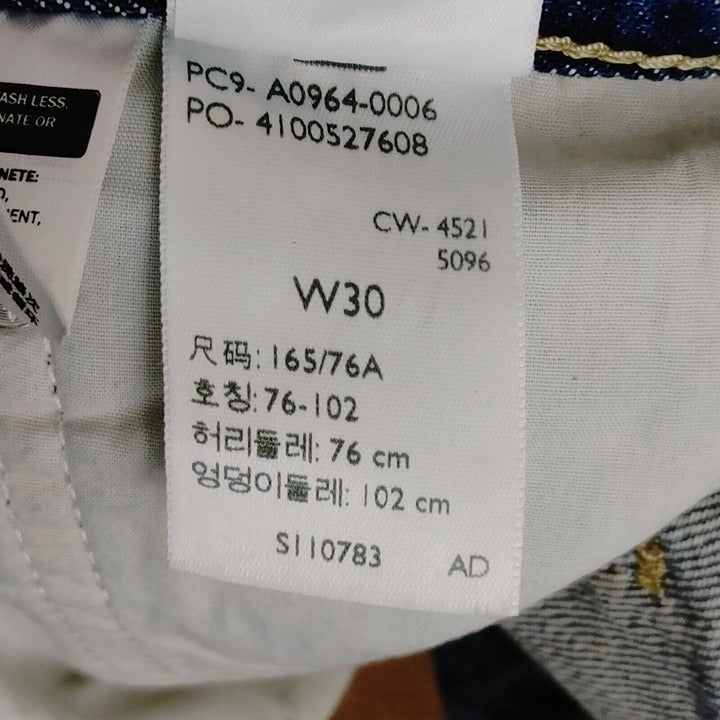 PC9- A0964-0006
PO- 4100527608
CW- 4521
5096
W30
尺码: 165/76A
호칭: 76-102
허리둘레: 76 cm
엉덩이둘레: 102 cm
S110783 AD
ASH LESS,
NATE OR
NETE:
ENT,